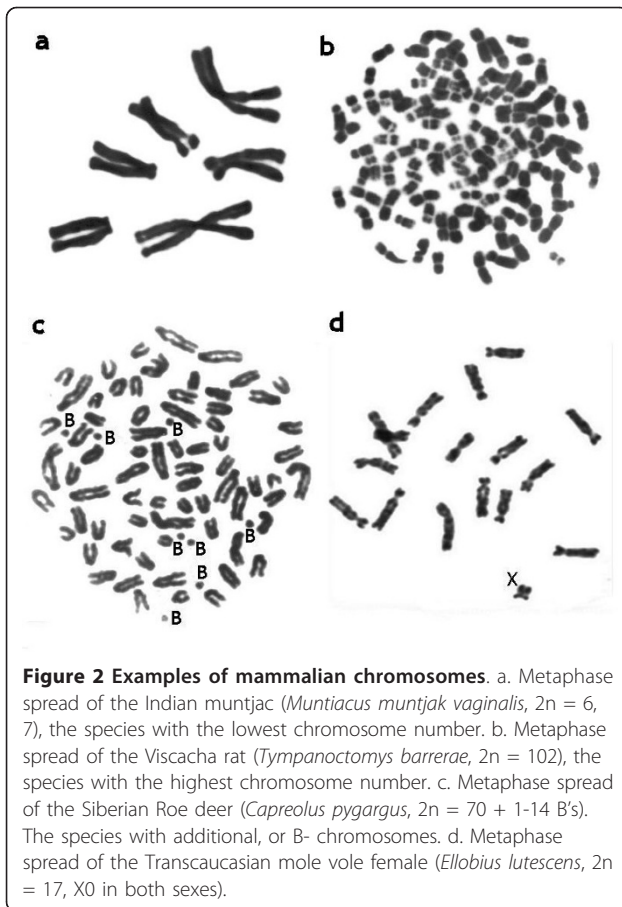 a
b
c
d
B
B
B
B
B
B
B
B
X
Figure 2 Examples of mammalian chromosomes. a. Metaphase
spread of the Indian muntjac (Muntiacus muntjak vaginalis, 2n = 6,
7), the species with the lowest chromosome number. b. Metaphase
spread of the Viscacha rat (Tympanoctomys barrerae, 2n = 102), the
species with the highest chromosome number. c. Metaphase spread
of the Siberian Roe deer (Capreolus pygargus, 2n = 70 + 1-14 B's).
The species with additional, or B- chromosomes. d. Metaphase
spread of the Transcaucasian mole vole female (Ellobius lutescens, 2n
= 17, X0 in both sexes).